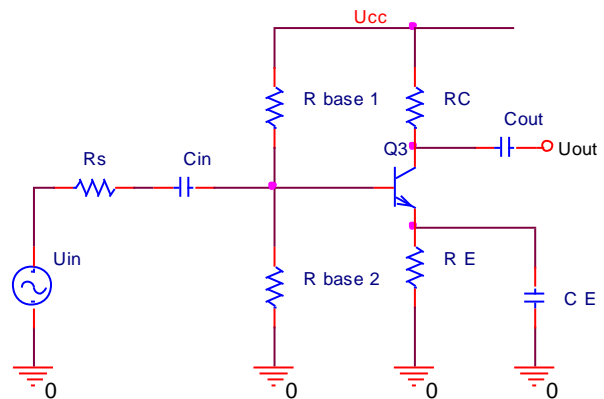 Ucc
R base 1
RC
Cout
Q3
Uout
Rs
Cin
Uin
R base 2
R E
C E
0
0
0
0